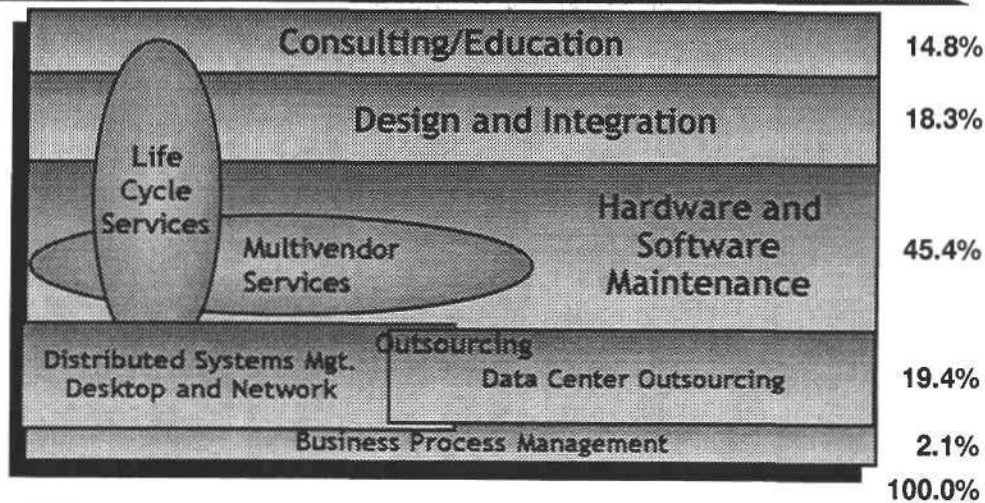 Consulting/Education 14.8%
Design and Integration 18.3%
Life
Cycle
Services
Multivendor
Services
Hardware and
Software
Maintenance
45.4%
Outsourcing
Distributed Systems Mgt.
Desktop and Network
Data Center Outsourcing
19.4%
Business Process Management 2.1%
100.0%